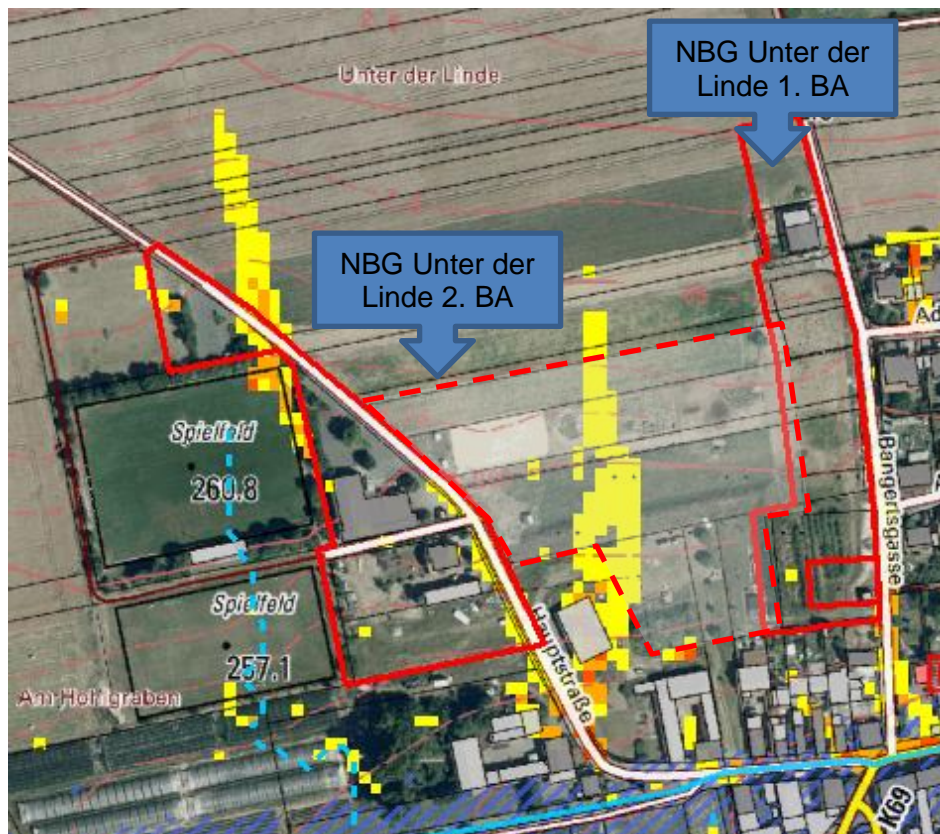 NBG Unter der
Linde 1. BA
Unter der Linde
NBG Unter der
Linde 2. BA
Ad
Spielfeld
260.8
Bangertsgasse
Spielfeld
257.1
Hauptstraße
Am Hohlgraben
K69